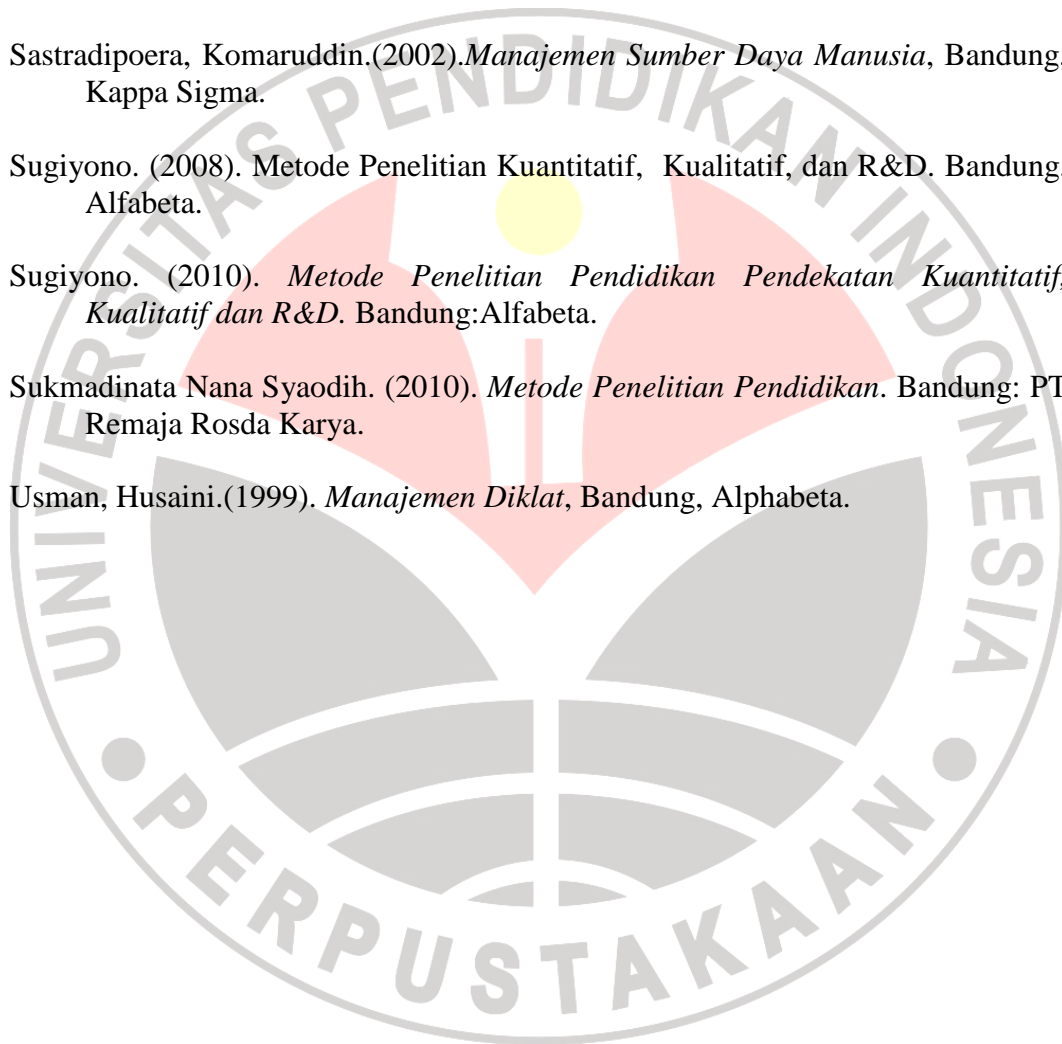 Sastradipoera, Komaruddin.(2002).Manajemen Sumber Daya Manusia, Bandung,
Kappa Sigma.
Sugiyono. (2008). Metode Penelitian Kuantitatif, Kualitatif, dan R&D. Bandung.
Alfabeta.
Sugiyono. (2010). Metode Penelitian Pendidikan Pendekatan Kuantitatif,
Kualitatif dan R&D. Bandung:Alfabeta.
Sukmadinata Nana Syaodih. (2010). Metode Penelitian Pendidikan. Bandung: PT
Remaja Rosda Karya.
Usman, Husaini.(1999). Manajemen Diklat, Bandung, Alphabeta.
UNIVERSITAS PENDIDIKAN INDONESIA
PERPUSTAKAAN